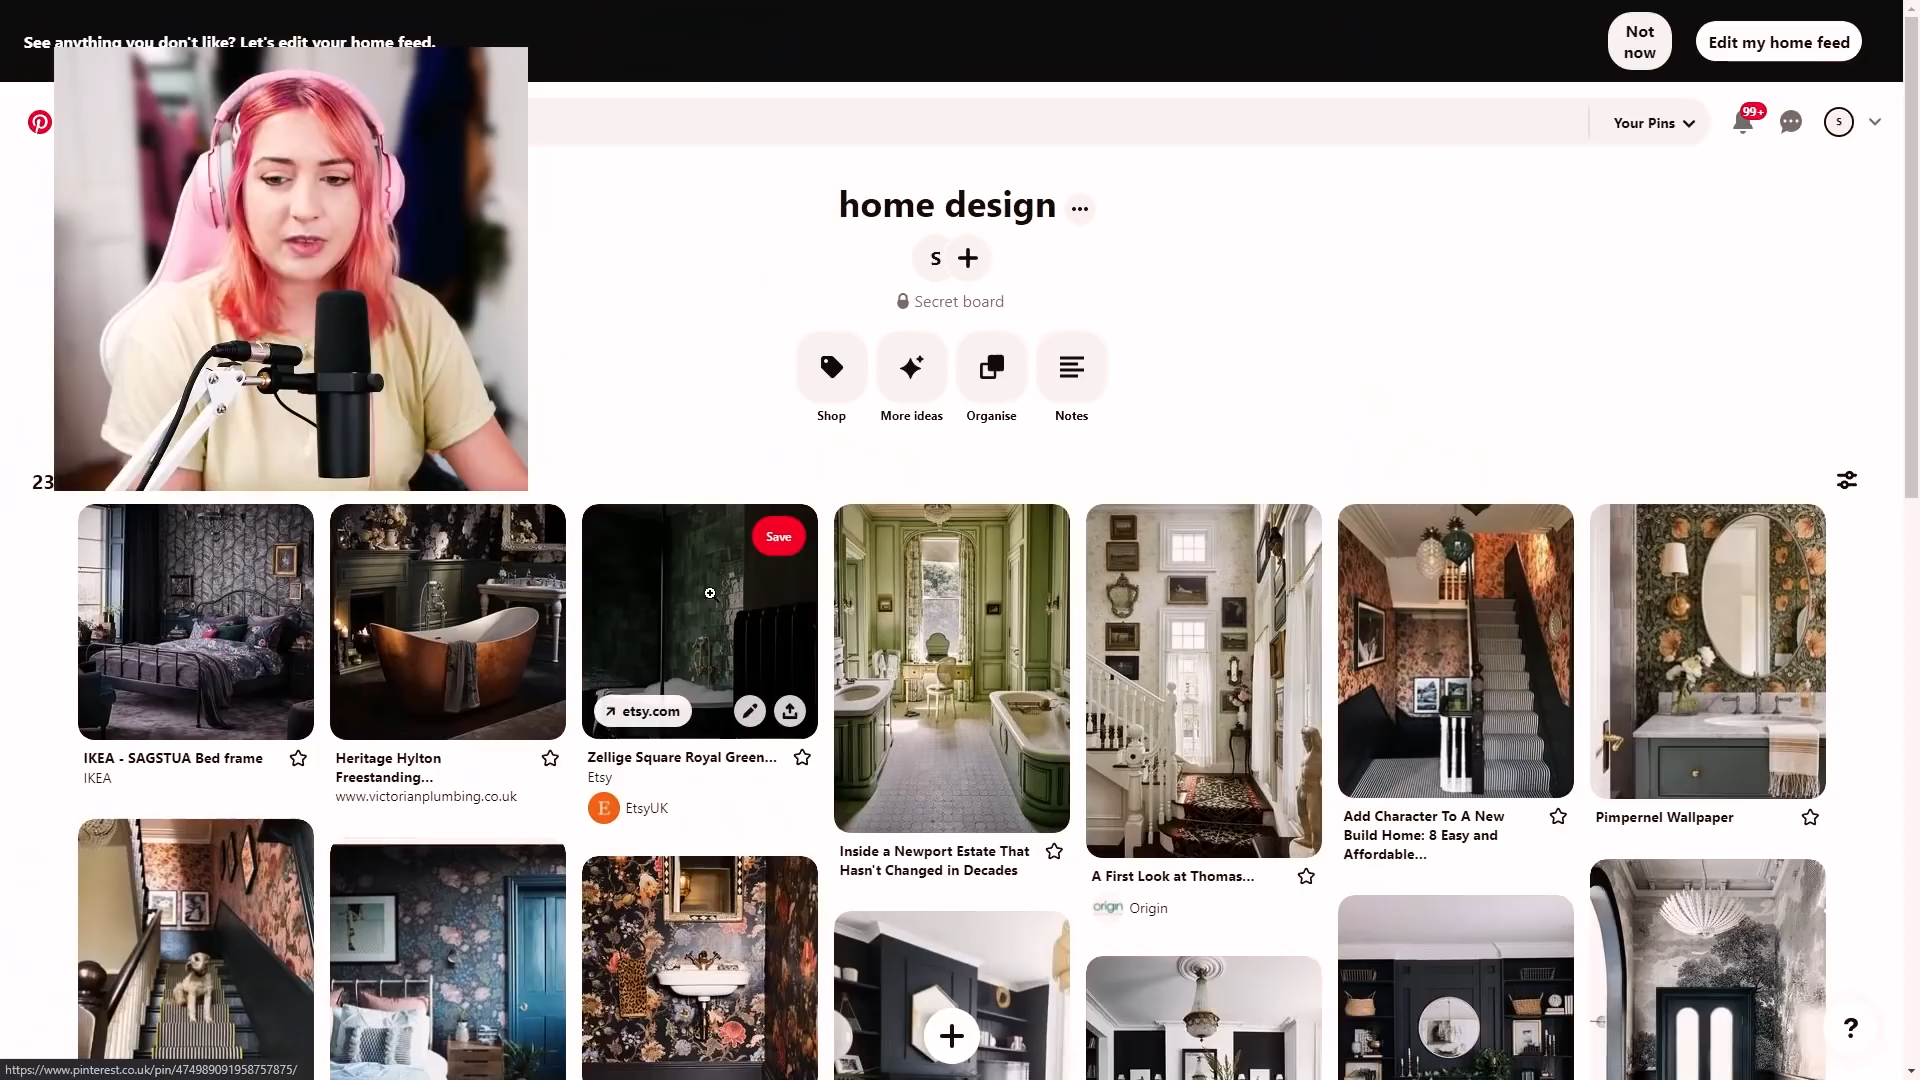 See anything you don't like? Let's edit your home feed.
Not
now
Edit my home feed
Your Pins
99+
S
home design
S
Secret board
Shop
More ideas
Organise
Notes
23
Save
etsy.com
IKEA - SAGSTUA Bed frame
IKEA
Heritage Hylton
Freestanding...
www.victorianplumbing.co.uk
Zellige Square Royal Green...
Etsy
E
EtsyUK
Inside a Newport Estate That
Hasn't Changed in Decades
A First Look at Thomas...
origin
Origin
Add Character To A New
Build Home: 8 Easy and
Affordable...
Pimpernel Wallpaper
?
https://www.pinterest.co.uk/pin/474989091958757875/